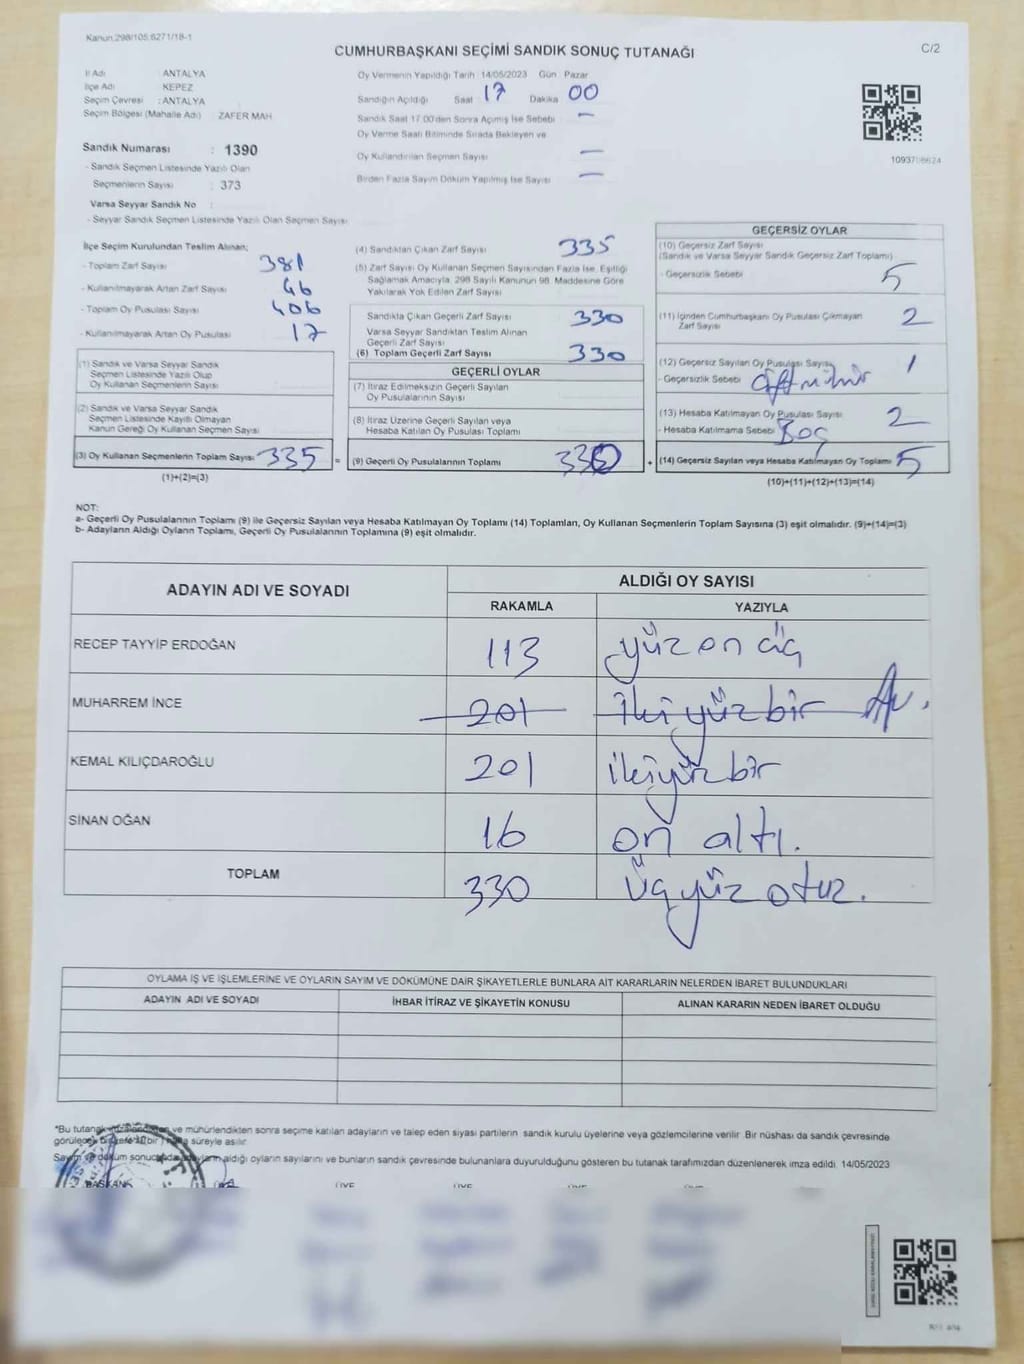 Kanun:298/105;6271/18-1
CUMHURBAŞKANI SEÇİMİ SANDIK SONUÇ TUTANAĞI
C/2
İl Adı : ANTALYA
İlçe Adı : KEPEZ
Seçim Çevresi : ANTALYA
Seçim Bölgesi (Mahalle Adı) : ZAFER MAH
Sandık Numarası : 1390
- Sandık Seçmen Listesinde Yazılı Olan
Seçmenlerin Sayısı : 373
Varsa Seyyar Sandık No :
- Seyyar Sandık Seçmen Listesinde Yazılı Olan Seçmen Sayısı
Oy Vermenin Yapıldığı Tarih 14/05/2023 Gün Pazar
Sandığın Açıldığı Saat 17 Dakika 00
Sandık Saat 17.00'den Sonra Açımış İse Sebebi —
Oy Verme Saati Bitiminde Sırada Bekleyen ve
Oy Kullandırılan Seçmen Sayısı —
Birden Fazla Sayım Döküm Yapılmış İse Sayısı —
İlçe Seçim Kurulundan Teslim Alınan;
- Toplam Zarf Sayısı 381
- Kullanılmayarak Artan Zarf Sayısı 46
- Toplam Oy Pusulası Sayısı 406
- Kullanılmayarak Artan Oy Pusulası 17
(1) Sandık ve Varsa Seyyar Sandık
Seçmen Listesinde Yazılı Olup
Oy Kullanan Seçmenlerin Sayısı
(2) Sandık ve Varsa Seyyar Sandık
Seçmen Listesinde Kayıtlı Olmayan
Kanun Gereği Oy Kullanan Seçmen Sayısı
(3) Oy Kullanan Seçmenlerin Toplam Sayısı 335 =
(1)+(2)=(3)
(4) Sandıktan Çıkan Zarf Sayısı 335
(5) Zarf Sayısı Oy Kullanan Seçmen Sayısından Fazla İse, Eşitliği
Sağlamak Amacıyla, 298 Sayılı Kanunun 98. Maddesine Göre
Yakılarak Yok Edilen Zarf Sayısı
Sandıkta Çıkan Geçerli Zarf Sayısı 330
Varsa Seyyar Sandıktan Teslim Alınan
Geçerli Zarf Sayısı
(6) Toplam Geçerli Zarf Sayısı 330
GEÇERLİ OYLAR
(7) İtiraz Edilmeksizin Geçerli Sayılan
Oy Pusulalarının Sayısı
(8) İtiraz Üzerine Geçerli Sayılan veya
Hesaba Katılan Oy Pusulası Toplamı
(9) Geçerli Oy Pusulalarının Toplamı 330 +
GEÇERSİZ OYLAR
(10) Geçersiz Zarf Sayısı
(Sandık ve Varsa Seyyar Sandık Geçersiz Zarf Toplamı)
- Geçersizlik Sebebi 5
(11) İçinden Cumhurbaşkanı Oy Pusulası Çıkmayan
Zarf Sayısı 2
(12) Geçersiz Sayılan Oy Pusulası Sayısı 1
- Geçersizlik Sebebi Çift mühür
(13) Hesaba Katılmayan Oy Pusulası Sayısı 2
- Hesaba Katılmama Sebebi Boş
(14) Geçersiz Sayılan veya Hesaba Katılmayan Oy Toplamı 5
(10)+(11)+(12)+(13)=(14)
NOT:
a- Geçerli Oy Pusulalarının Toplamı (9) ile Geçersiz Sayılan veya Hesaba Katılmayan Oy Toplamı (14) Toplamları, Oy Kullanan Seçmenlerin Toplam Sayısına (3) eşit olmalıdır. (9)+(14)=(3)
b- Adayların Aldığı Oyların Toplamı, Geçerli Oy Pusulalarının Toplamına (9) eşit olmalıdır.
ADAYIN ADI VE SOYADI ALDIĞI OY SAYISI
RAKAMLA YAZIYLA
RECEP TAYYİP ERDOĞAN 113 yüz on üç
MUHARREM İNCE 201 iki yüz bir
KEMAL KILIÇDAROĞLU 201 ikiyüz bir
SİNAN OĞAN 16 on altı.
TOPLAM 330 üçyüz otuz.
OYLAMA İŞ VE İŞLEMLERİNE VE OYLARIN SAYIM VE DÖKÜMÜNE DAİR ŞİKAYETLERLE BUNLARA AİT KARARLARIN NELERDEN İBARET BULUNDUKLARI
ADAYIN ADI VE SOYADI İHBAR İTİRAZ VE ŞİKAYETİN KONUSU ALINAN KARARIN NEDEN İBARET OLDUĞU
*Bu tutanak ve mühürlendikten sonra seçime katılan adayların ve talep eden siyasi partilerin sandık kurulu üyelerine veya gözlemcilerine verilir. Bir nüshası da sandık çevresinde
görülecek bir yere süreyle asılır.
Sayım ve döküm aldığı oyların sayılarını ve bunların sandık çevresinde bulunanlara duyurulduğunu gösteren bu tutanak tarafımızdan düzenlenerek imza edildi. 14/05/2023
BAŞKAN ÜYE ÜYE ÜYE ÜYE